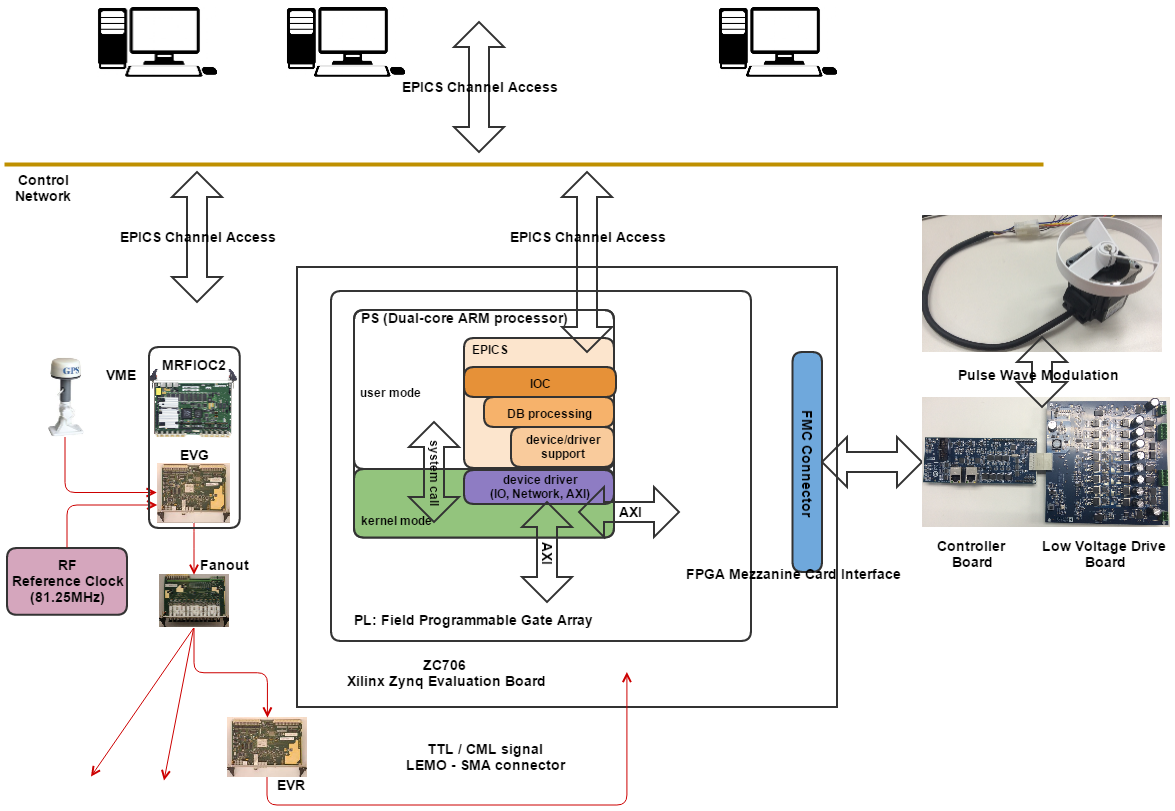 EPICS Channel Access
Control
Network
EPICS Channel Access
EPICS Channel Access
PS (Dual-core ARM processor)
EPICS
IOC
DB processing
device/driver
support
user mode
system call
device driver
(IO, Network, AXI)
kernel mode
AXI
AXI
PL: Field Programmable Gate Array
ZC706
Xilinx Zynq Evaluation Board
FMC Connector
FPGA Mezzanine Card Interface
Pulse Wave Modulation
Controller
Board
Low Voltage Drive
Board
GPS
VME
MRFIOC2
EVG
RF
Reference Clock
(81.25MHz)
Fanout
EVR
TTL / CML signal
LEMO - SMA connector